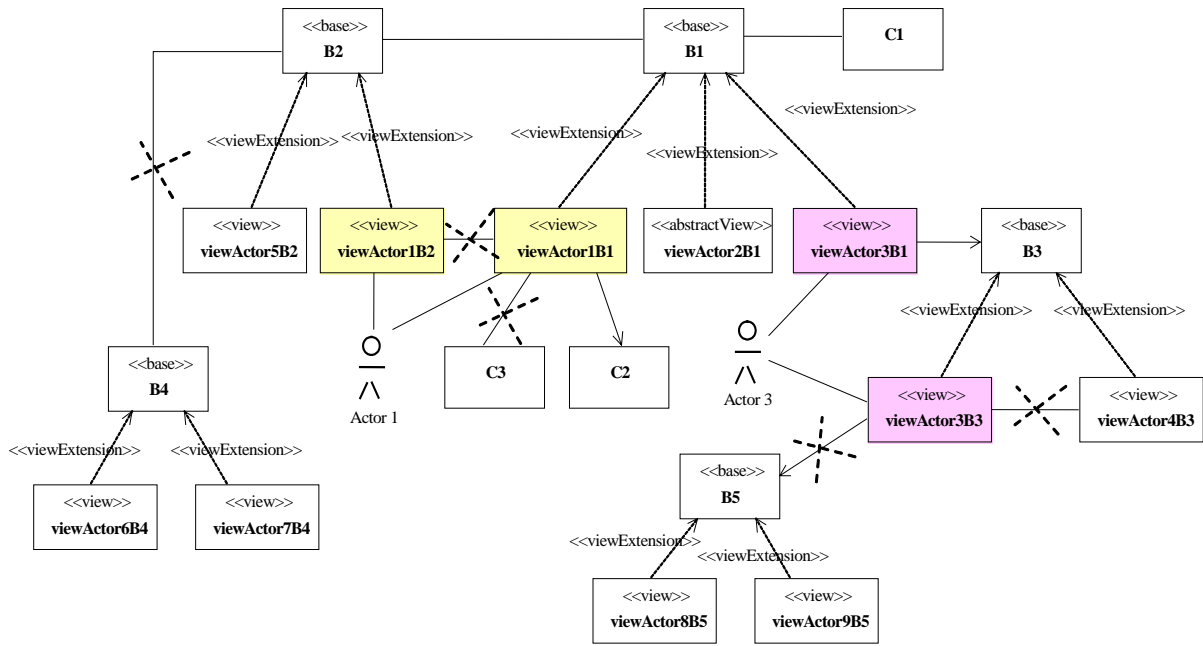 <<base>>
B2
<<base>>
B1
C1
<<viewExtension>>
<<viewExtension>>
<<viewExtension>>
<<viewExtension>>
<<viewExtension>>
<<view>>
viewActor5B2
<<view>>
viewActor1B2
<<view>>
viewActor1B1
<<abstractView>>
viewActor2B1
<<view>>
viewActor3B1
<<base>>
B3
<<viewExtension>>
<<viewExtension>>
<<base>>
B4
Actor 1
C3
C2
Actor 3
<<view>>
viewActor3B3
<<view>>
viewActor4B3
<<viewExtension>>
<<viewExtension>>
<<base>>
B5
<<view>>
viewActor6B4
<<view>>
viewActor7B4
<<viewExtension>>
<<viewExtension>>
<<view>>
viewActor8B5
<<view>>
viewActor9B5